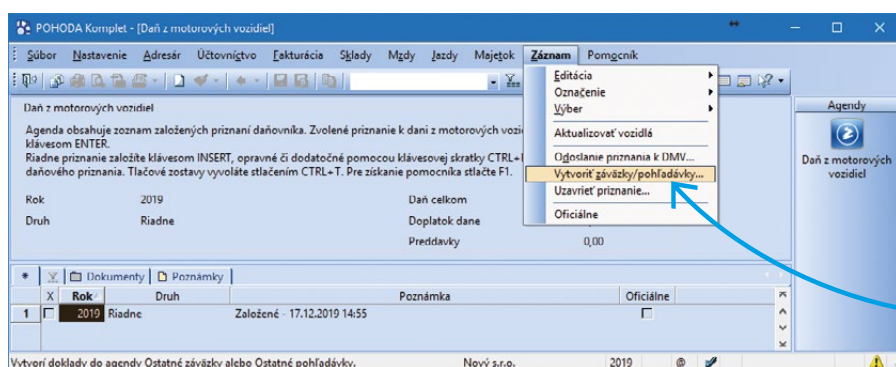 POHODA Komplet - [Daň z motorových vozidiel]
Súbor Nastavenie Adresár Účtovníctvo Fakturácia Sklady Mzdy Jazdy Majetok Záznam Pomocník
Editácia
Označenie
Výber
Aktualizovať vozidlá
Odoslanie priznania k DMV...
Vytvoriť záväzky/pohľadávky...
Uzavrieť priznanie...
Oficiálne
Agendy
Daň z motorových
vozidiel
Daň z motorových vozidiel
Agenda obsahuje zoznam založených priznaní daňovníka. Zvolené priznanie k dani z motorových vozi
klávesom ENTER.
Riadne priznanie založíte klávesom INSERT, opravné či dodatočné pomocou klávesovej skratky CTRL+I
daňového priznania. Tlačové zostavy vyvoláte stlačením CTRL+T. Pre získanie pomocníka stlačte F1.
Rok 2019 Daň celkom
Druh Riadne Doplatok dane
Preddavky 0,00
* X Dokumenty Poznámky
X Rok Druh Poznámka Oficiálne
1 2019 Riadne Založené - 17.12.2019 14:55
Vytvorí doklady do agendy Ostatné záväzky alebo Ostatné pohľadávky. Nový s.r.o. 2019 @